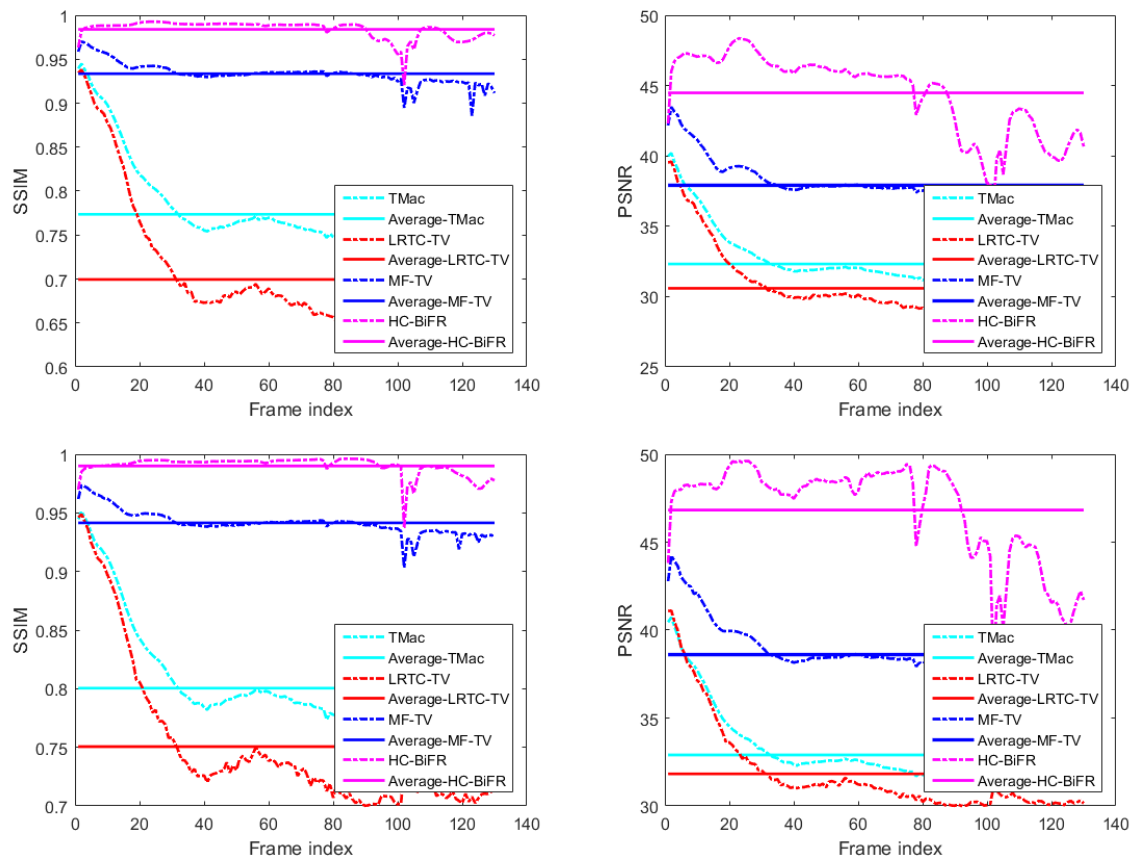 1
0.95
0.9
0.85
0.8
0.75
0.7
0.65
0.6
SSIM
TMac
Average-TMac
LRTC-TV
Average-LRTC-TV
MF-TV
Average-MF-TV
HC-BiFR
Average-HC-BiFR
0 20 40 60 80 100 120 140
Frame index
50
45
40
35
30
25
PSNR
TMac
Average-TMac
LRTC-TV
Average-LRTC-TV
MF-TV
Average-MF-TV
HC-BiFR
Average-HC-BiFR
0 20 40 60 80 100 120 140
Frame index
1
0.95
0.9
0.85
0.8
0.75
0.7
SSIM
TMac
Average-TMac
LRTC-TV
Average-LRTC-TV
MF-TV
Average-MF-TV
HC-BiFR
Average-HC-BiFR
0 20 40 60 80 100 120 140
Frame index
50
45
40
35
30
PSNR
TMac
Average-TMac
LRTC-TV
Average-LRTC-TV
MF-TV
Average-MF-TV
HC-BiFR
Average-HC-BiFR
0 20 40 60 80 100 120 140
Frame index